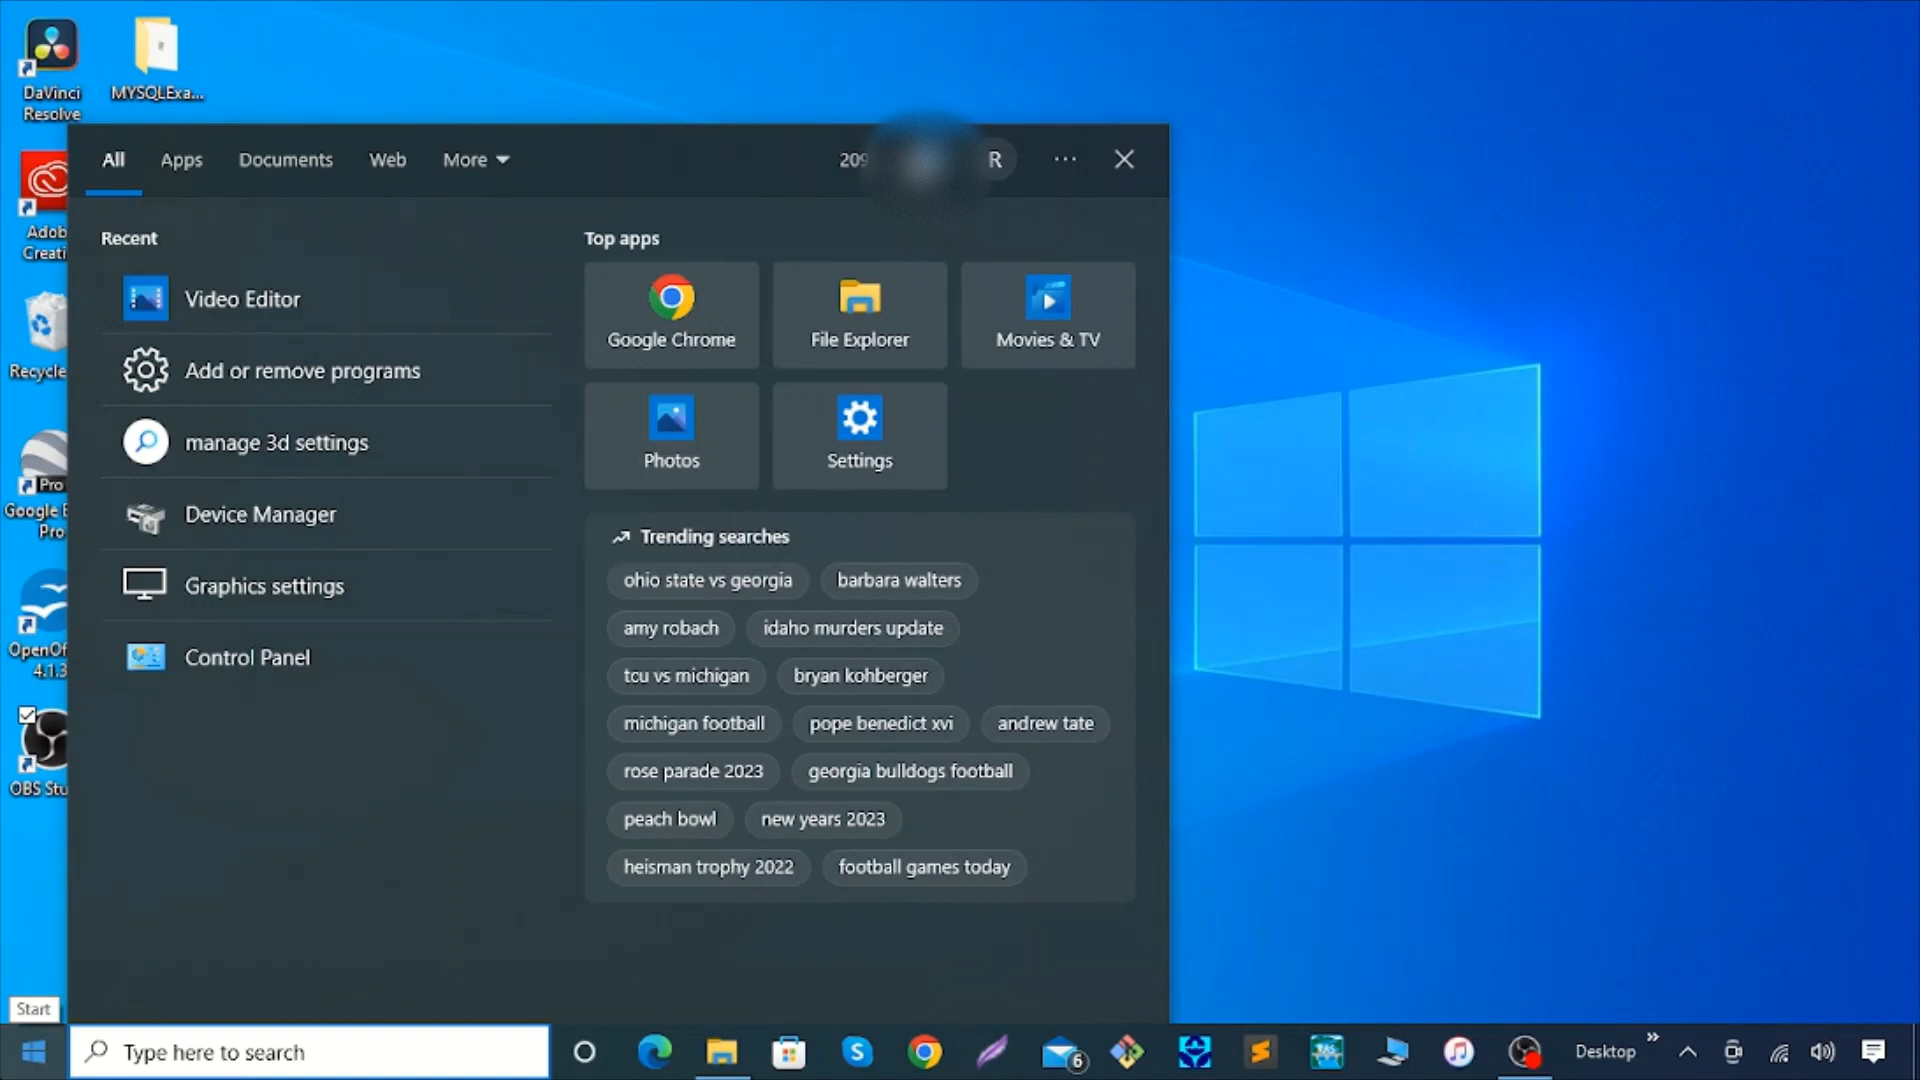 DaVinci
Resolve
MYSQLExa...
Adob
Creati
Recycle
Pro
Google E
Pro
OpenOf
4.1.3
OBS Stu
All Apps Documents Web More 209 R
Recent
Video Editor
Add or remove programs
manage 3d settings
Device Manager
Graphics settings
Control Panel
Top apps
Google Chrome File Explorer Movies & TV
Photos Settings
Trending searches
ohio state vs georgia barbara walters
amy robach idaho murders update
tcu vs michigan bryan kohberger
michigan football pope benedict xvi andrew tate
rose parade 2023 georgia bulldogs football
peach bowl new years 2023
heisman trophy 2022 football games today
Start
Type here to search 6 Desktop